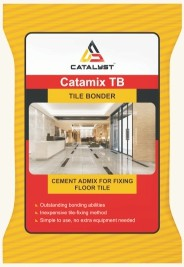 CATALYST
Catamix TB
TILE BONDER
CEMENT ADMIX FOR FIXING
FLOOR TILE
Outstanding bonding abilities
Inexpensive tile fixing method
Simple to use, no extra equipment needed